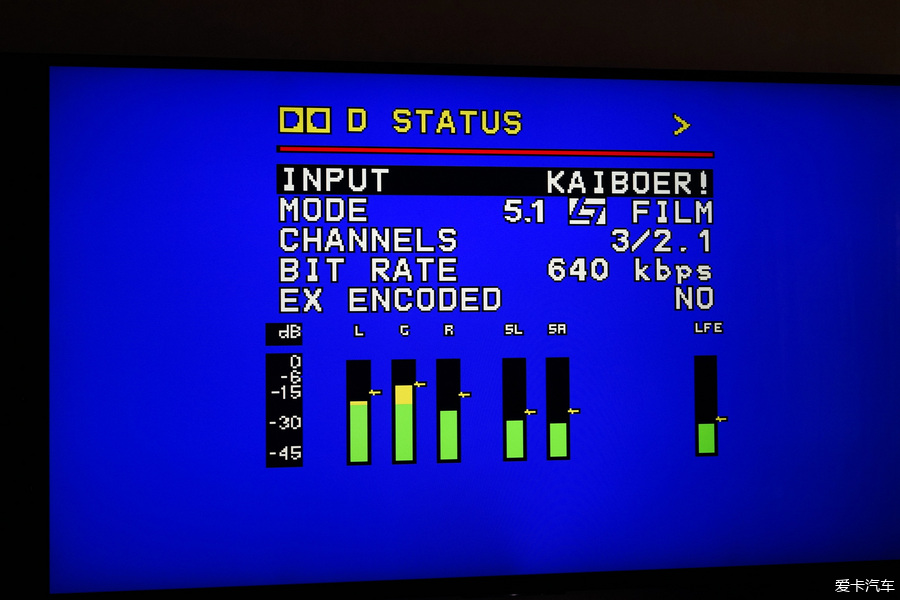 D STATUS >
INPUT KAIBOER!
MODE 5.1 FILM
CHANNELS 3/2.1
BIT RATE 640 kbps
EX ENCODED NO
dB L C R SL SR LFE
0
-6
-15
-30
-45
爱卡汽车